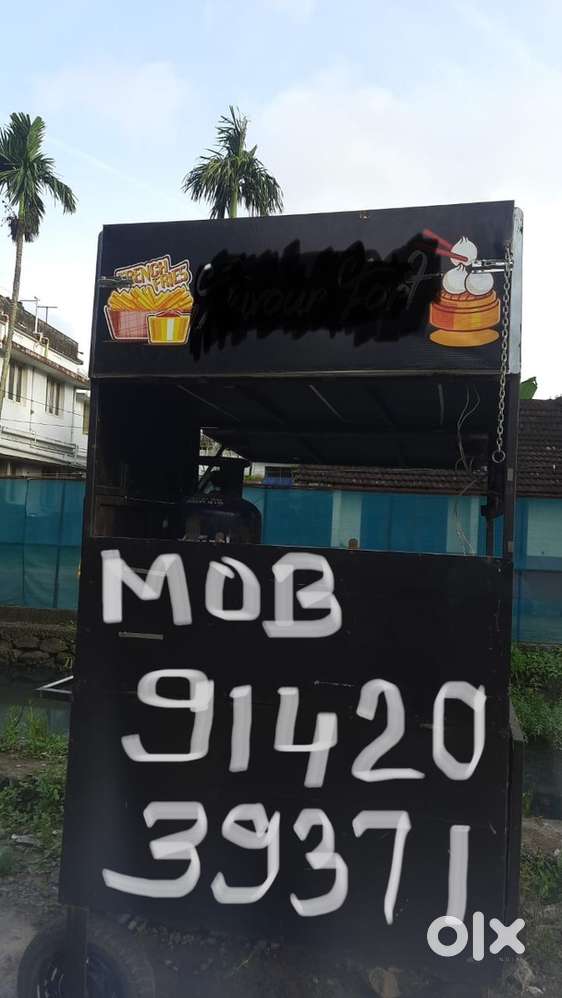 FRENCH
FRIES
MOB
91420
39371
olx